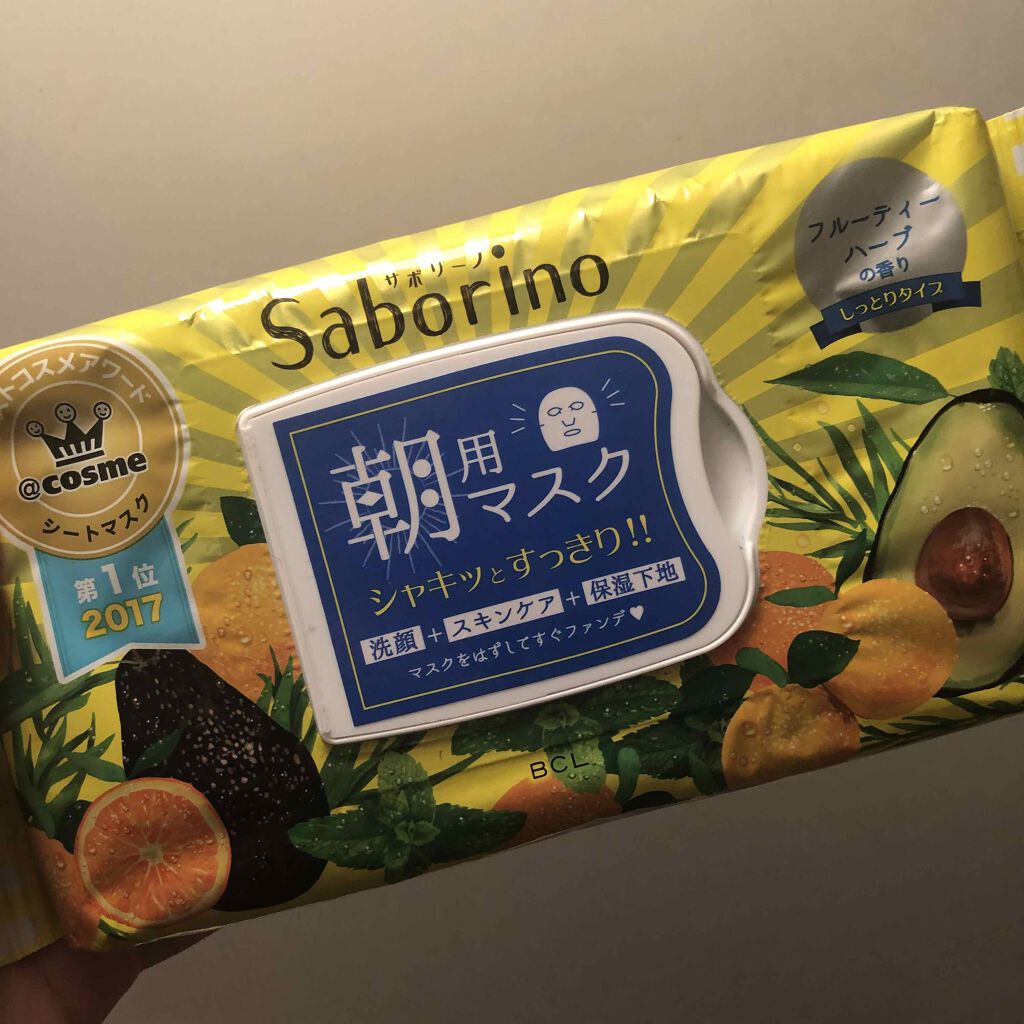 サボリーノ
Saborino
フルーティー
ハーブ
の香り
しっとりタイプ
トコスメアワード
@cosme
シートマスク
第1位
2017
朝用
マスク
シャキッとすっきり!!
洗顔+スキンケア+保湿下地
マスクをはずしてすぐファンデ♥
BCL